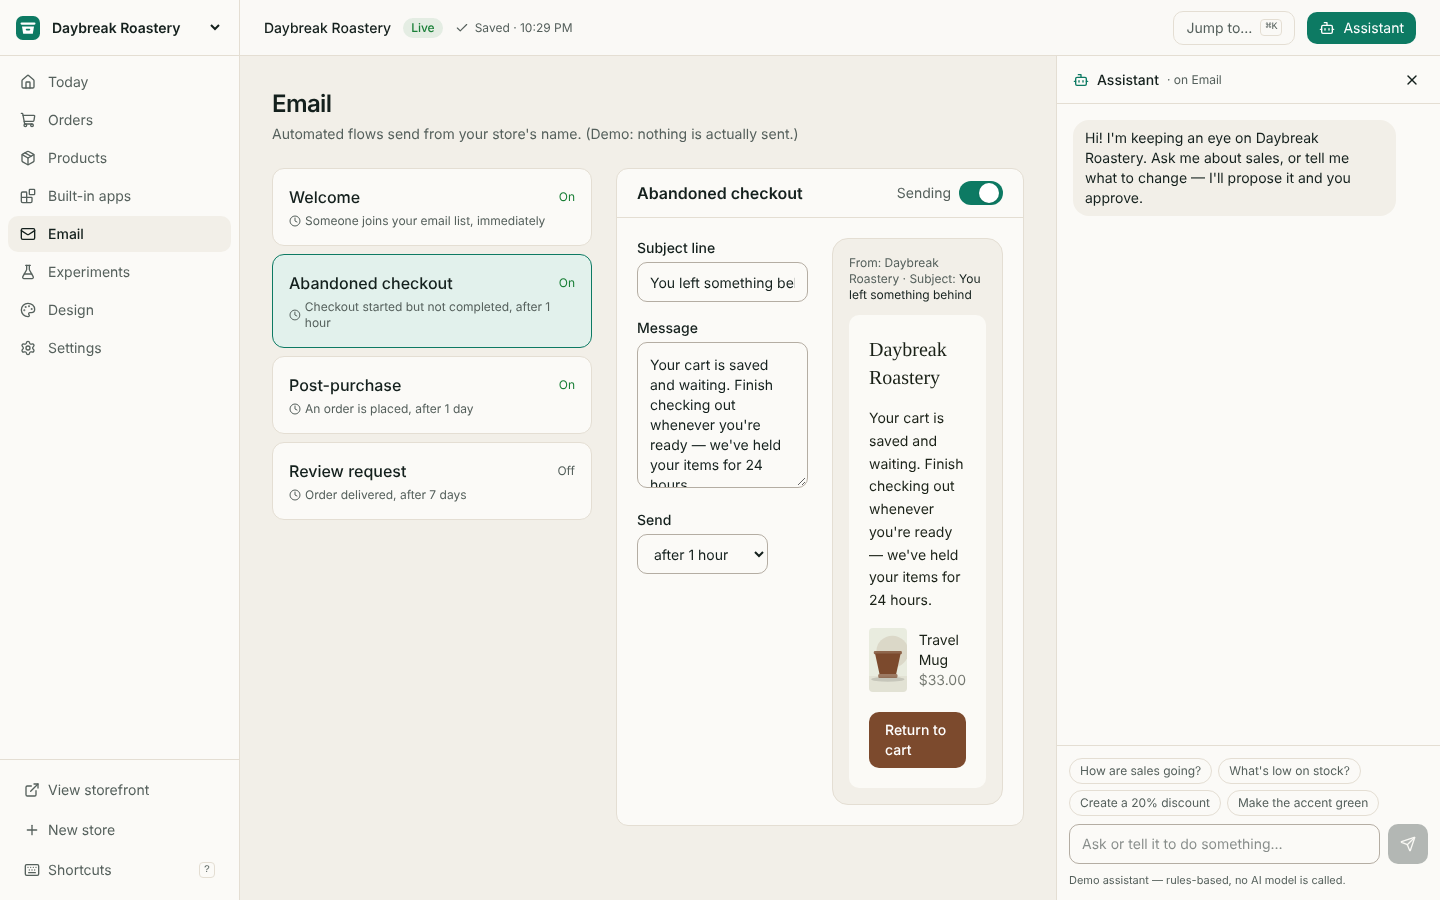 Daybreak Roastery
Daybreak Roastery
Live
Saved · 10:29 PM
Jump to...
⌘K
Assistant
Today
Orders
Products
Built-in apps
Email
Experiments
Design
Settings
View storefront
New store
Shortcuts
?
Email
Automated flows send from your store's name. (Demo: nothing is actually sent.)
Welcome
On
Someone joins your email list, immediately
Abandoned checkout
On
Checkout started but not completed, after 1
hour
Post-purchase
On
An order is placed, after 1 day
Review request
Off
Order delivered, after 7 days
Abandoned checkout
Sending
Subject line
You left something be
Message
Your cart is saved
and waiting. Finish
checking out
whenever you're
ready — we've held
your items for 24
hours.
Send
after 1 hour
From: Daybreak
Roastery · Subject: You
left something behind
Daybreak
Roastery
Your cart is
saved and
waiting. Finish
checking out
whenever
you're ready
— we've held
your items for
24 hours.
Travel
Mug
$33.00
Return to
cart
Assistant
· on Email
Hi! I'm keeping an eye on Daybreak
Roastery. Ask me about sales, or tell me
what to change — I'll propose it and you
approve.
How are sales going?
What's low on stock?
Create a 20% discount
Make the accent green
Ask or tell it to do something...
Demo assistant — rules-based, no AI model is called.